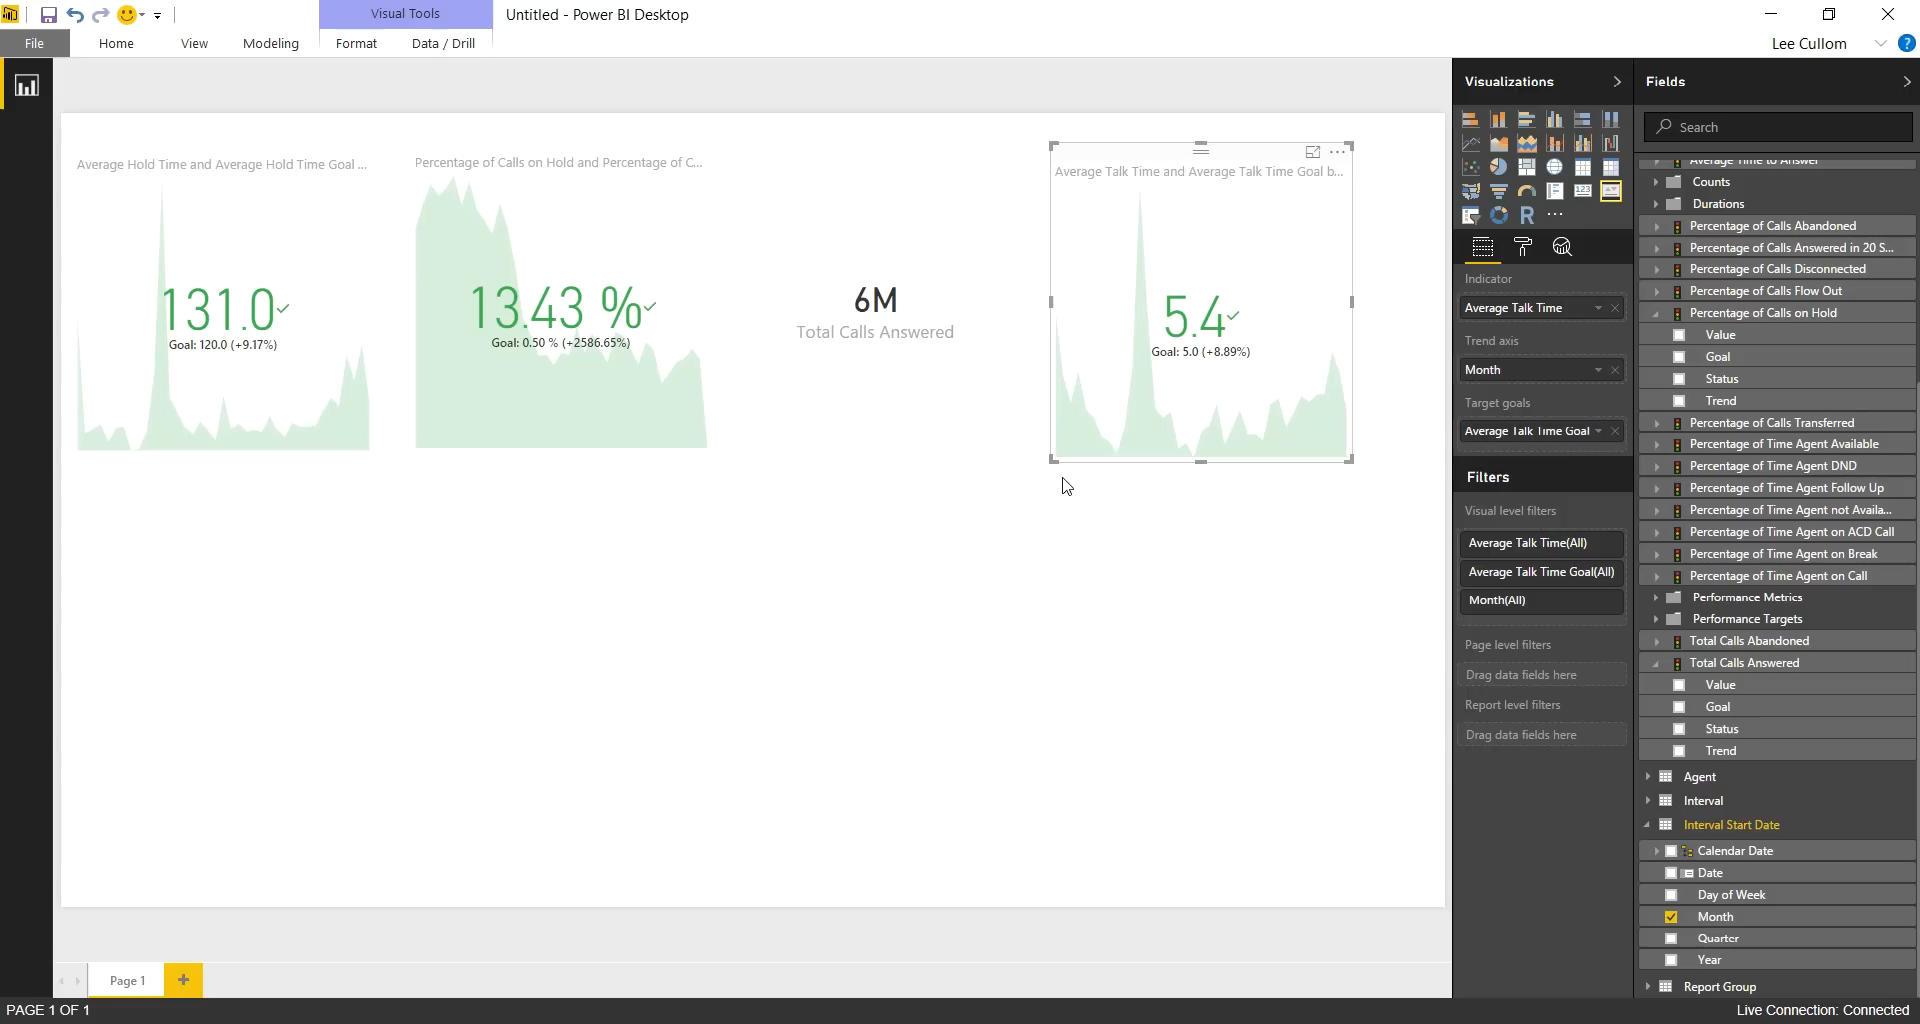 Visual Tools
Untitled - Power BI Desktop
File
Home
View
Modeling
Format
Data / Drill
Lee Cullom
?
Average Hold Time and Average Hold Time Goal ...
131.0
Goal: 120.0 (+9.17%)
Percentage of Calls on Hold and Percentage of C...
13.43 %
Goal: 0.50 % (+2586.65%)
6M
Total Calls Answered
Average Talk Time and Average Talk Time Goal b...
5.4
Goal: 5.0 (+8.89%)
Visualizations
123
R
Indicator
Average Talk Time
Trend axis
Month
Target goals
Average Talk Time Goal
Filters
Visual level filters
Average Talk Time(All)
Average Talk Time Goal(All)
Month(All)
Page level filters
Drag data fields here
Report level filters
Drag data fields here
Fields
Search
Average Time to Answer
Counts
Durations
Percentage of Calls Abandoned
Percentage of Calls Answered in 20 S...
Percentage of Calls Disconnected
Percentage of Calls Flow Out
Percentage of Calls on Hold
Value
Goal
Status
Trend
Percentage of Calls Transferred
Percentage of Time Agent Available
Percentage of Time Agent DND
Percentage of Time Agent Follow Up
Percentage of Time Agent not Availa...
Percentage of Time Agent on ACD Call
Percentage of Time Agent on Break
Percentage of Time Agent on Call
Performance Metrics
Performance Targets
Total Calls Abandoned
Total Calls Answered
Value
Goal
Status
Trend
Agent
Interval
Interval Start Date
Calendar Date
Date
Day of Week
Month
Quarter
Year
Report Group
Page 1
PAGE 1 OF 1
Live Connection: Connected